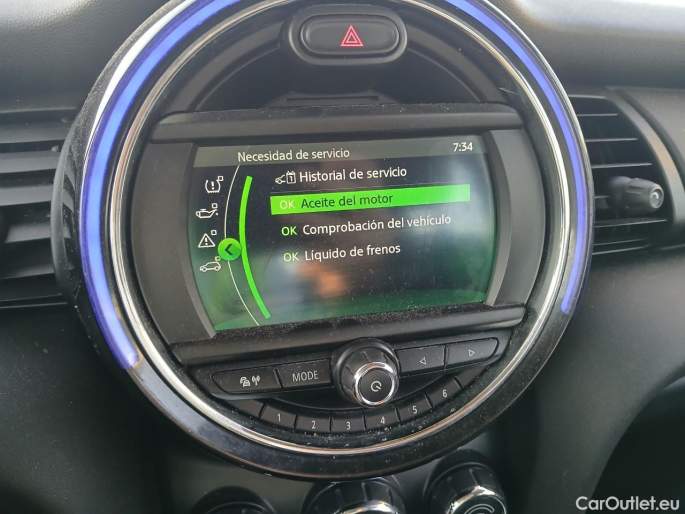 Necesidad de servicio 7:34
Historial de servicio
OK Aceite del motor
OK Comprobación del vehículo
OK Líquido de frenos
MODE
1 2 3 4 5 6
CarOutlet.eu